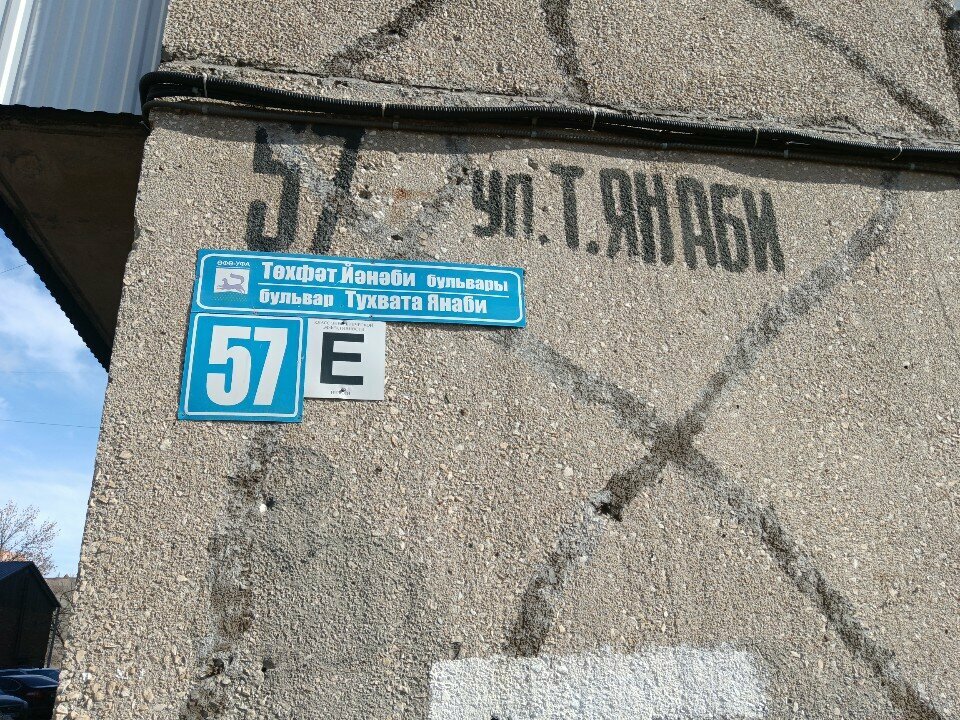 57 - ул. Т. ЯНАБИ
ӨФӨ-УФА
Төхфәт Йәнәби бульвары
бульвар Тухвата Янаби
57
Е